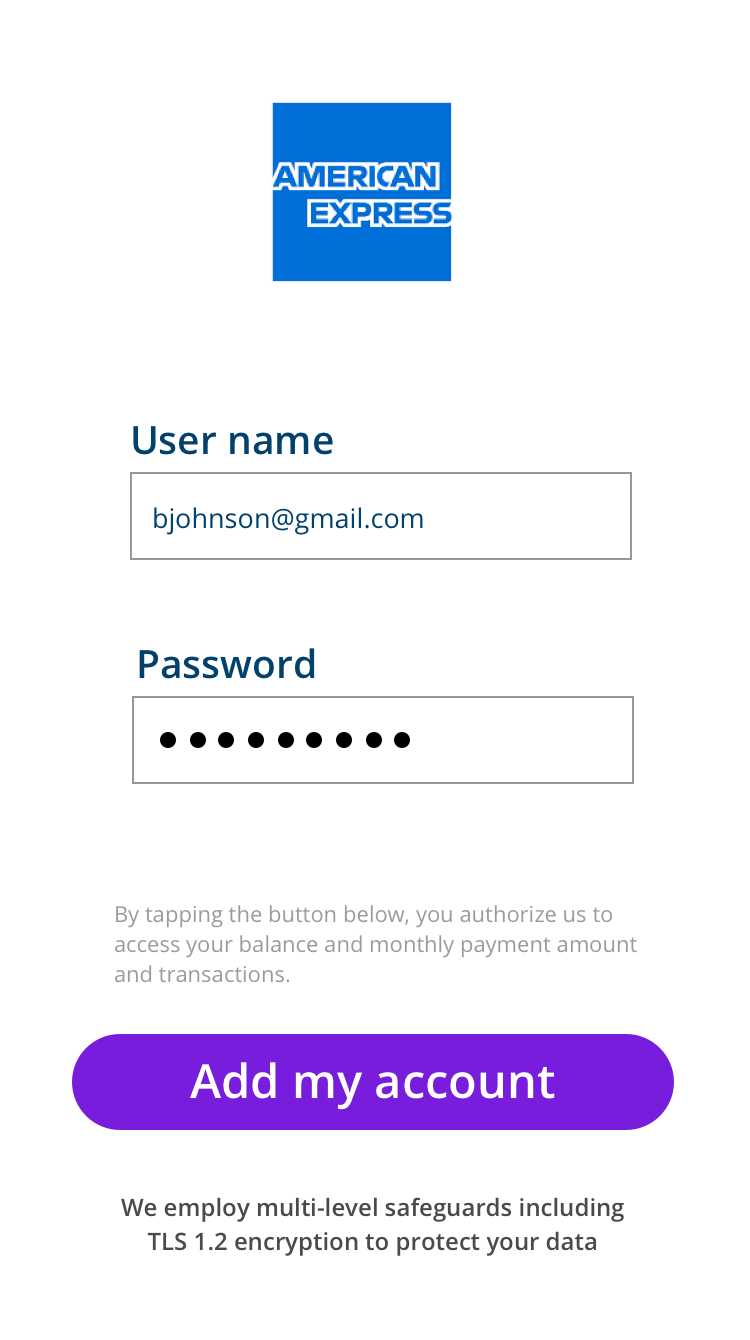 AMERICAN
EXPRESS
User name
bjohnson@gmail.com
Password
By tapping the button below, you authorize us to
access your balance and monthly payment amount
and transactions.
Add my account
We employ multi-level safeguards including
TLS 1.2 encryption to protect your data